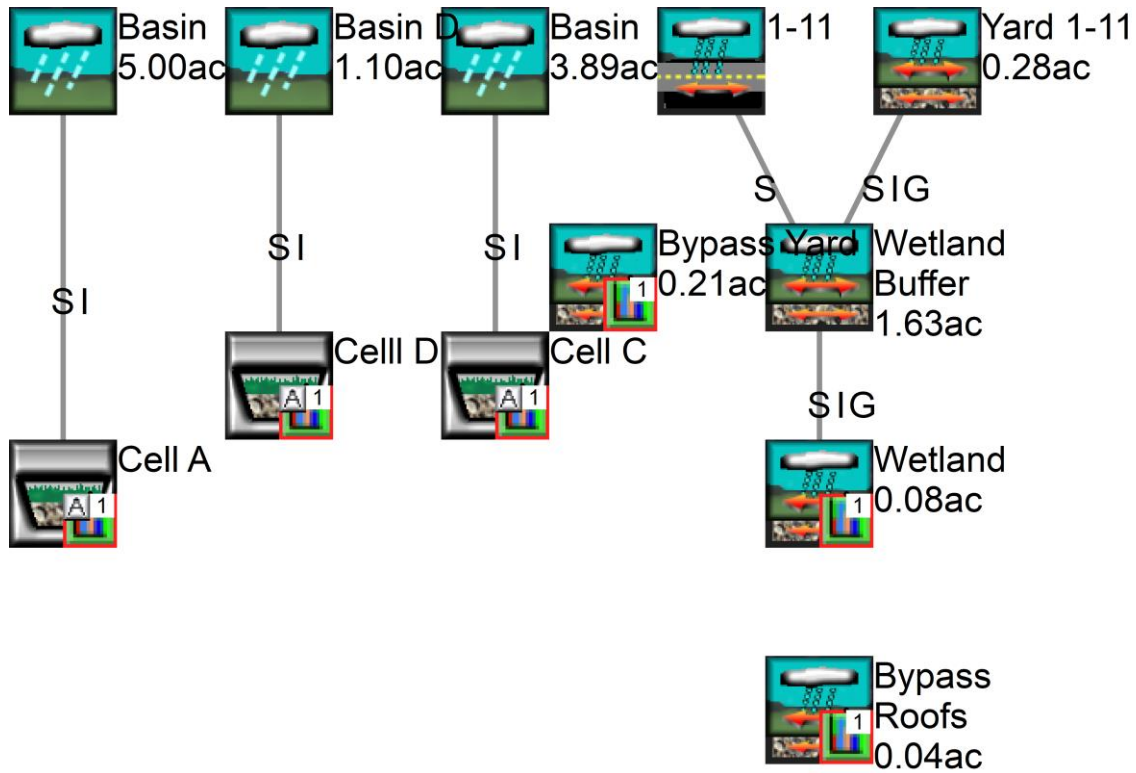 Basin
5.00ac
Basin D
1.10ac
Basin
3.89ac
1-11
Yard 1-11
0.28ac
S
SIG
SI
SI
SI
Bypass Yard
0.21ac
1
Wetland
Buffer
1.63ac
Celll D
A 1
Cell C
A 1
SIG
Cell A
A 1
Wetland
0.08ac
1
Bypass
Roofs
0.04ac
1